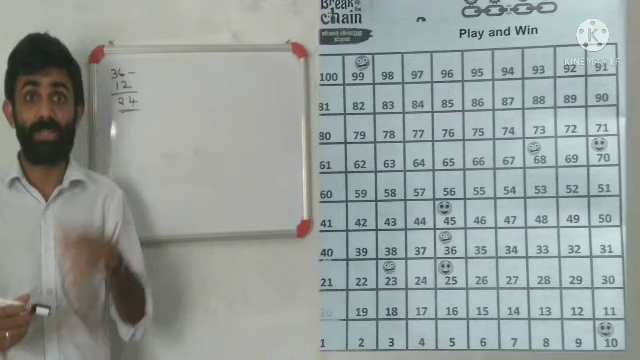 36 -
12
24
Break
the
chain
Play and Win
KINEMASTER
100 99 98 97 96 95 94 93 92 91
81 82 83 84 85 86 87 88 89 90
80 79 78 77 76 75 74 73 72 71
61 62 63 64 65 66 67 68 69 70
60 59 58 57 56 55 54 53 52 51
41 42 43 44 45 46 47 48 49 50
40 39 38 37 36 35 34 33 32 31
21 22 23 24 25 26 27 28 29 30
20 19 18 17 16 15 14 13 12 11
1 2 3 4 5 6 7 8 9 10